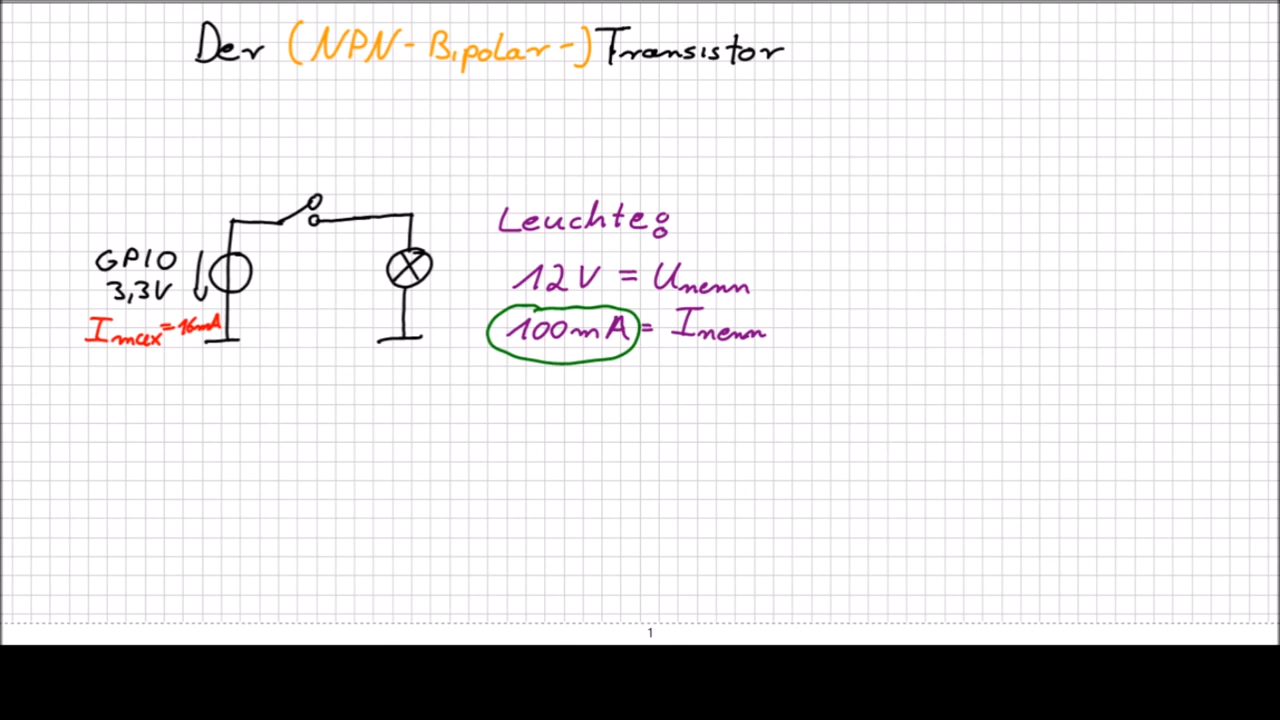 Der (NPN-Bipolar-)Transistor
GPIO
3,3V
Imax=16mA
Leuchte:
12V = Unenn
100mA = Inenn
1